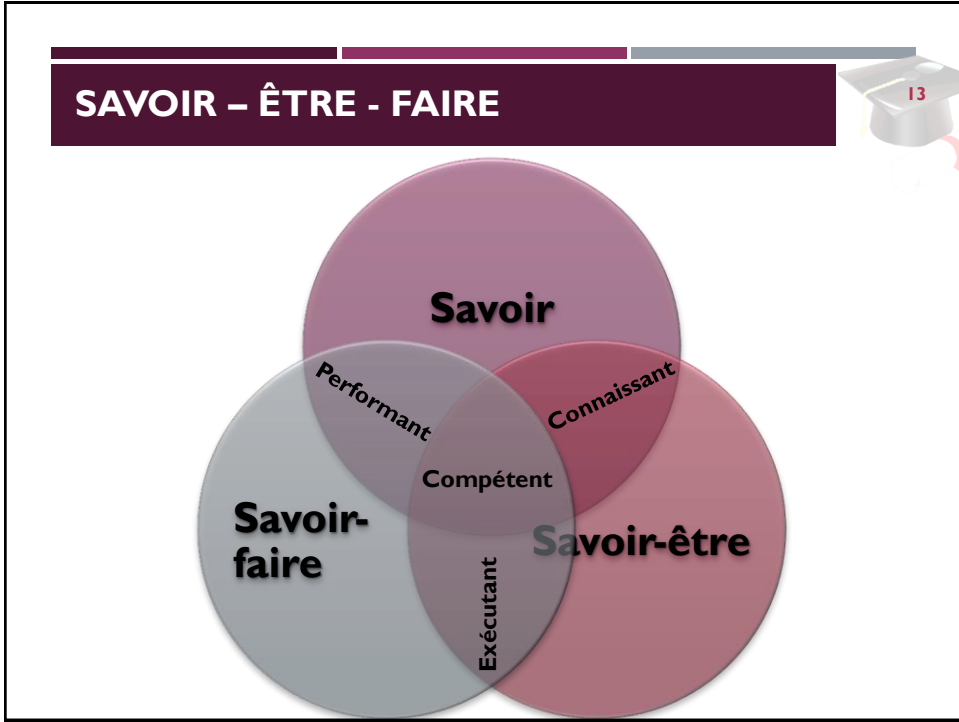 SAVOIR – ÊTRE - FAIRE
13
Savoir
Performant
Connaissant
Compétent
Savoir-
faire
Savoir-être
Exécutant